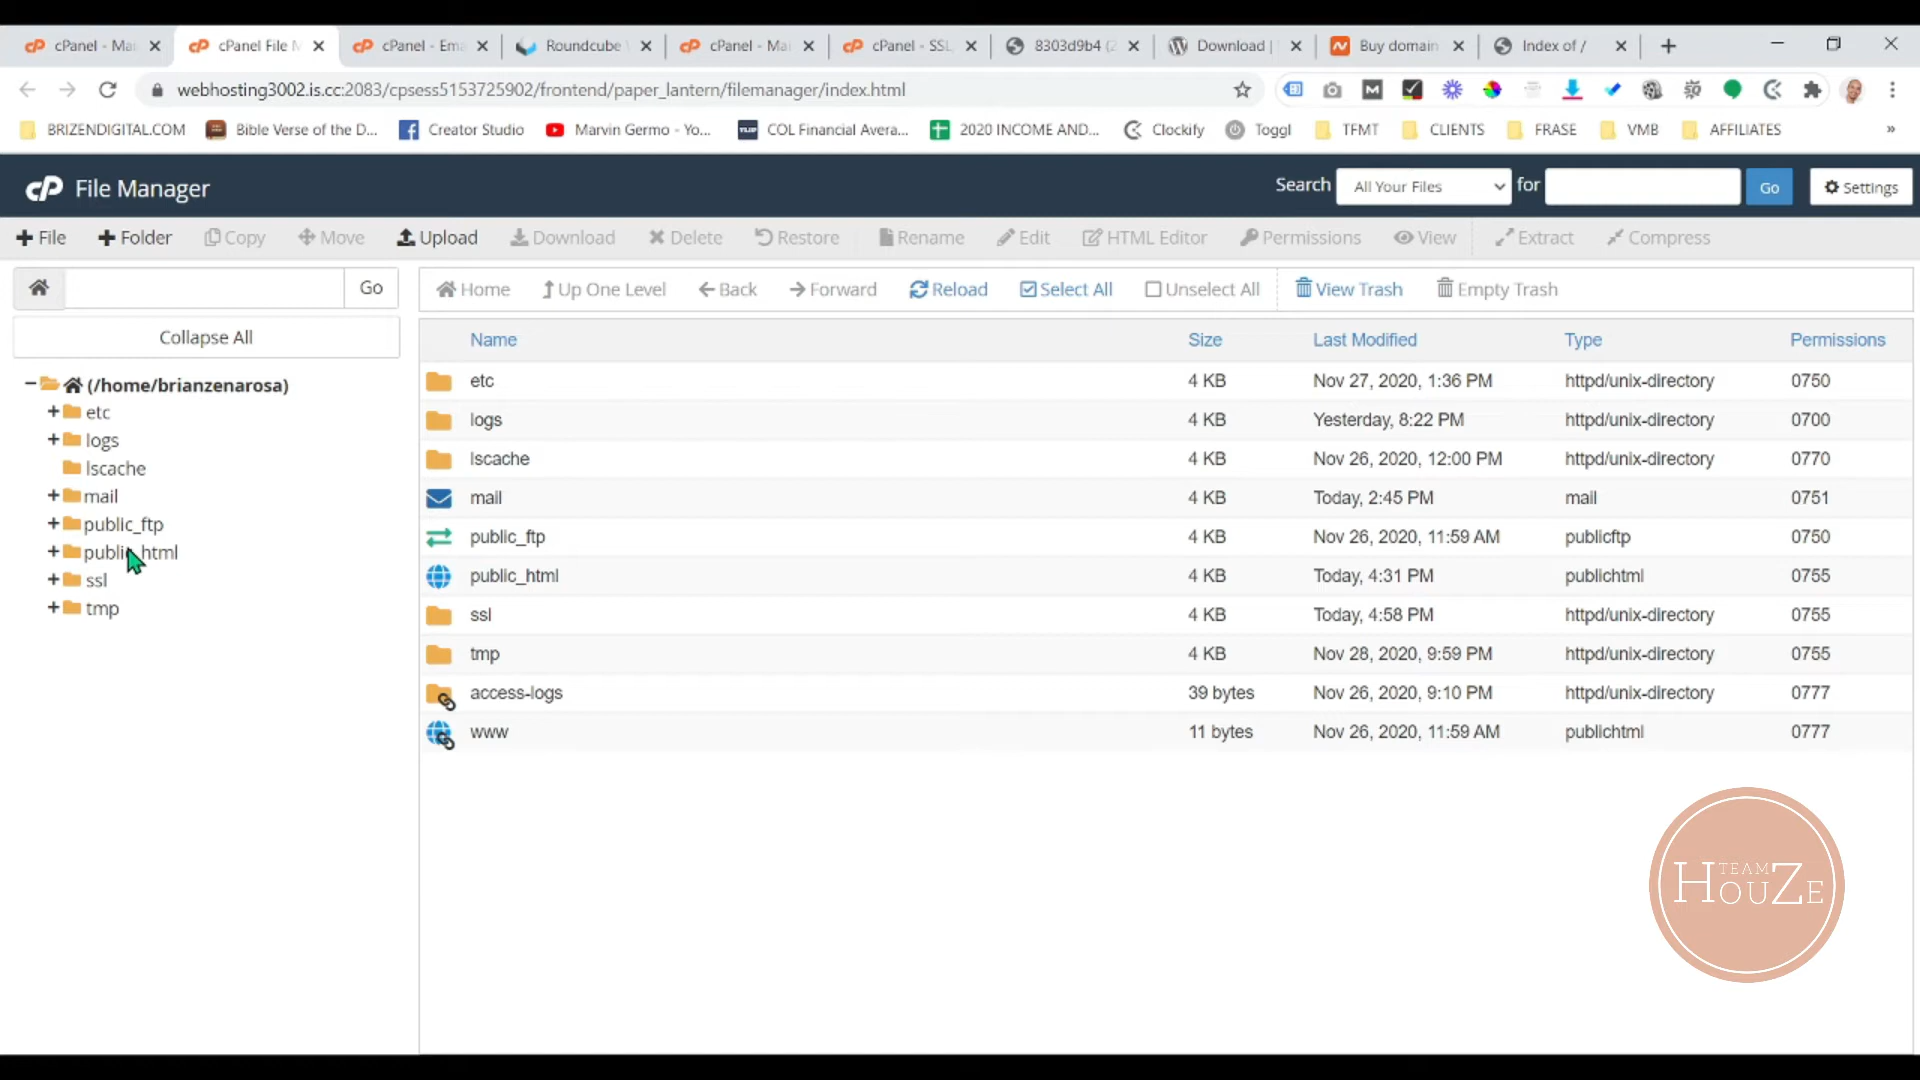 cPanel - Ma
cPanel File M
cPanel - Ema
Roundcube
cPanel - Mai
cPanel - SSL
8303d9b4 (2
Download |
Buy domain
Index of /
webhosting3002.is.cc:2083/cpsess5153725902/frontend/paper_lantern/filemanager/index.html
BRIZENDIGITAL.COM
Bible Verse of the D...
Creator Studio
Marvin Germo - Yo...
COL Financial Avera...
2020 INCOME AND...
Clockify
Toggl
TFMT
CLIENTS
FRASE
VMB
AFFILIATES
»
cP File Manager
Search All Your Files for Go Settings
File Folder Copy Move Upload Download Delete Restore Rename Edit HTML Editor Permissions View Extract Compress
Go
Home Up One Level Back Forward Reload Select All Unselect All View Trash Empty Trash
Collapse All
(/home/brianzenarosa)
etc
logs
lscache
mail
public_ftp
public_html
ssl
tmp
Name Size Last Modified Type Permissions
etc 4 KB Nov 27, 2020, 1:36 PM httpd/unix-directory 0750
logs 4 KB Yesterday, 8:22 PM httpd/unix-directory 0700
lscache 4 KB Nov 26, 2020, 12:00 PM httpd/unix-directory 0770
mail 4 KB Today, 2:45 PM mail 0751
public_ftp 4 KB Nov 26, 2020, 11:59 AM publicftp 0750
public_html 4 KB Today, 4:31 PM publichtml 0755
ssl 4 KB Today, 4:58 PM httpd/unix-directory 0755
tmp 4 KB Nov 28, 2020, 9:59 PM httpd/unix-directory 0755
access-logs 39 bytes Nov 26, 2020, 9:10 PM httpd/unix-directory 0777
www 11 bytes Nov 26, 2020, 11:59 AM publichtml 0777
TEAM
HOUZE